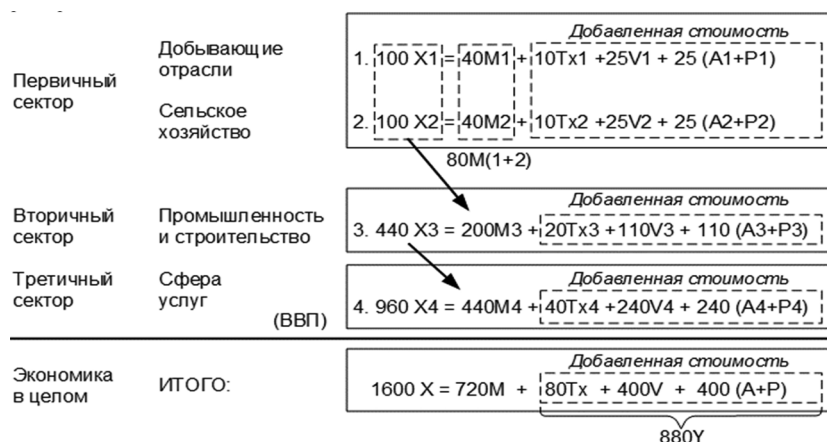 Добавленная стоимость
Первичный сектор
Добывающие отрасли
1. 100 X1 = 40M1 + 10Tx1 +25V1 + 25 (A1+P1)
Сельское хозяйство
2. 100 X2 = 40M2 + 10Tx2 +25V2 + 25 (A2+P2)
80M(1+2)
Добавленная стоимость
Вторичный сектор
Промышленность и строительство
3. 440 X3 = 200M3 + 20Tx3 +110V3 + 110 (A3+P3)
Добавленная стоимость
Третичный сектор
Сфера услуг
(ВВП)
4. 960 X4 = 440M4 + 40Tx4 +240V4 + 240 (A4+P4)
Добавленная стоимость
Экономика в целом
ИТОГО:
1600 X = 720M + 80Tx + 400V + 400 (A+P)
880Y